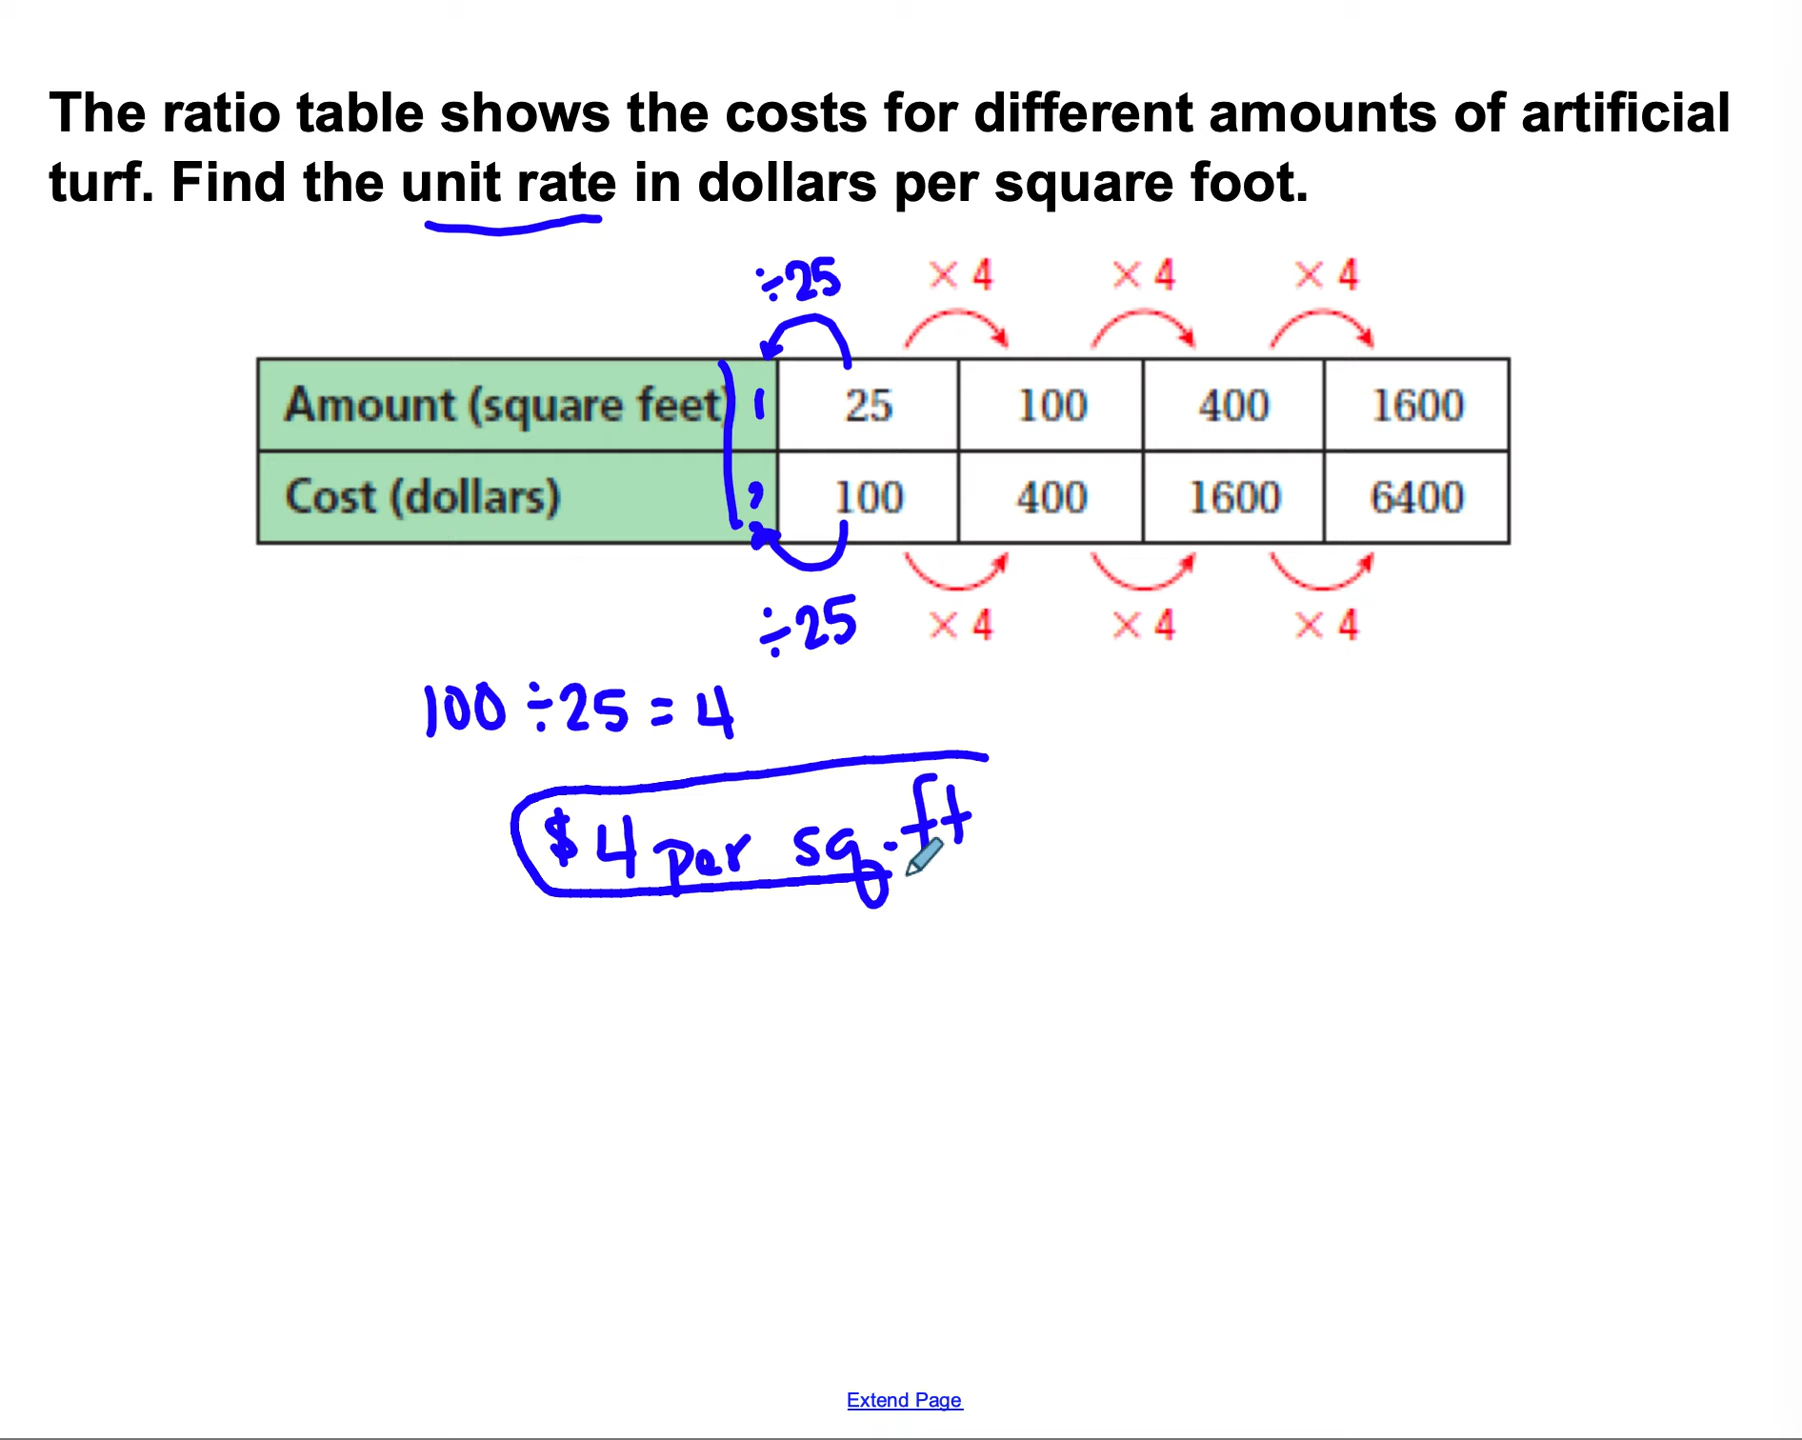 The ratio table shows the costs for different amounts of artificial
turf. Find the unit rate in dollars per square foot.
÷25 × 4 × 4 × 4
Amount (square feet) 1 25 100 400 1600
Cost (dollars) ? 100 400 1600 6400
÷25 × 4 × 4 × 4
100 ÷ 25 = 4
$4 per sq. ft
Extend Page